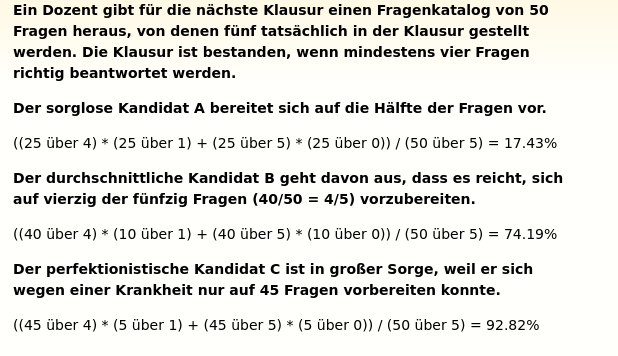 Ein Dozent gibt für die nächste Klausur einen Fragenkatalog von 50
Fragen heraus, von denen fünf tatsächlich in der Klausur gestellt
werden. Die Klausur ist bestanden, wenn mindestens vier Fragen
richtig beantwortet werden.
Der sorglose Kandidat A bereitet sich auf die Hälfte der Fragen vor.
((25 über 4) * (25 über 1) + (25 über 5) * (25 über 0)) / (50 über 5) = 17.43%
Der durchschnittliche Kandidat B geht davon aus, dass es reicht, sich
auf vierzig der fünfzig Fragen (40/50 = 4/5) vorzubereiten.
((40 über 4) * (10 über 1) + (40 über 5) * (10 über 0)) / (50 über 5) = 74.19%
Der perfektionistische Kandidat C ist in großer Sorge, weil er sich
wegen einer Krankheit nur auf 45 Fragen vorbereiten konnte.
((45 über 4) * (5 über 1) + (45 über 5) * (5 über 0)) / (50 über 5) = 92.82%